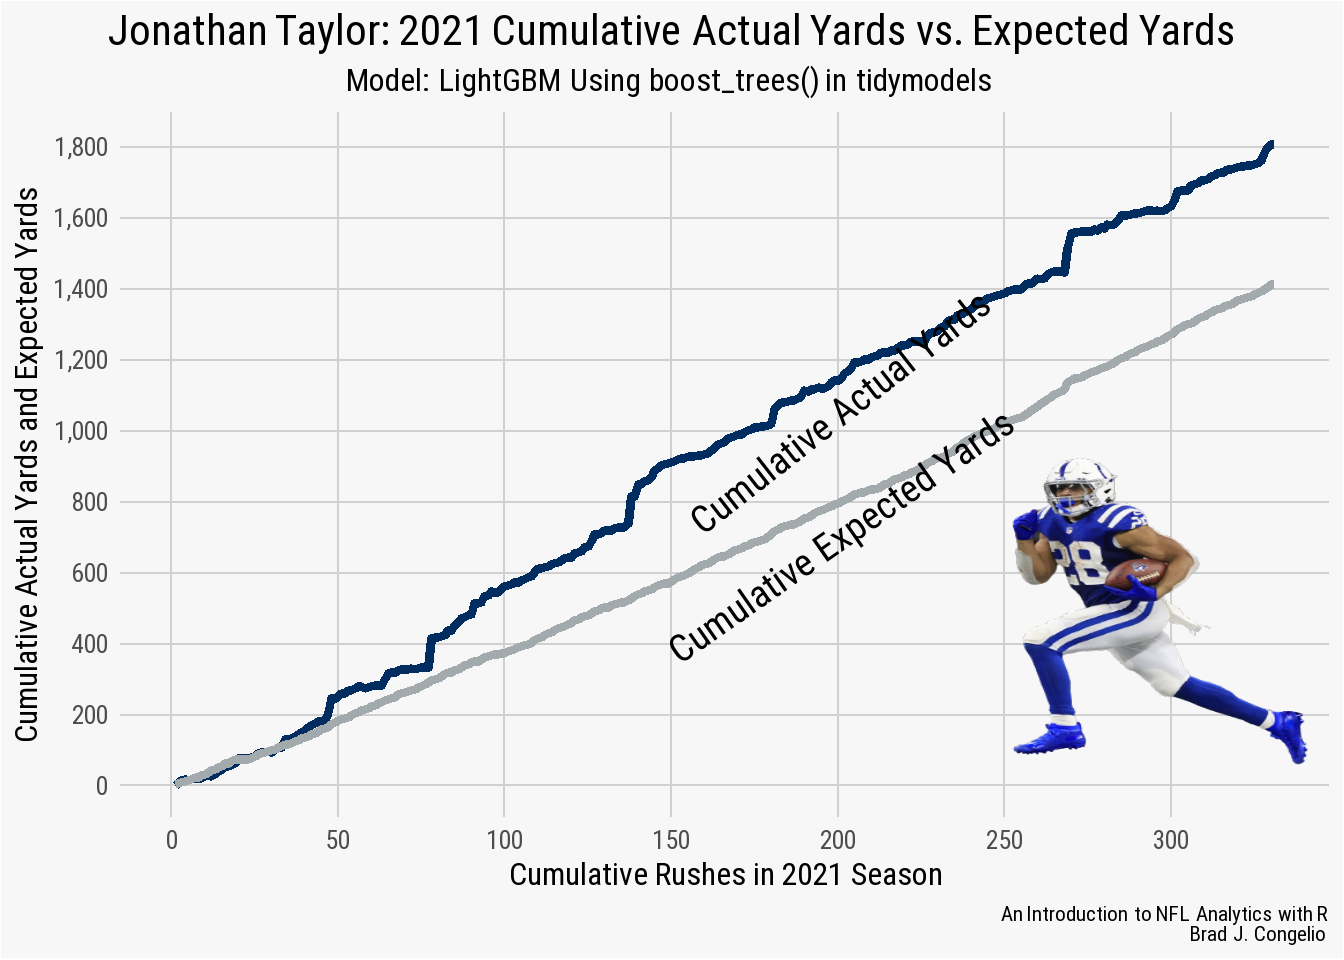 Jonathan Taylor: 2021 Cumulative Actual Yards vs. Expected Yards
Model: LightGBM Using boost_trees() in tidymodels
Cumulative Actual Yards and Expected Yards
1,800
1,600
1,400
1,200
1,000
800
600
400
200
0
Cumulative Actual Yards
Cumulative Expected Yards
28
0
50
100
150
200
250
300
Cumulative Rushes in 2021 Season
An Introduction to NFL Analytics with R
Brad J. Congelio